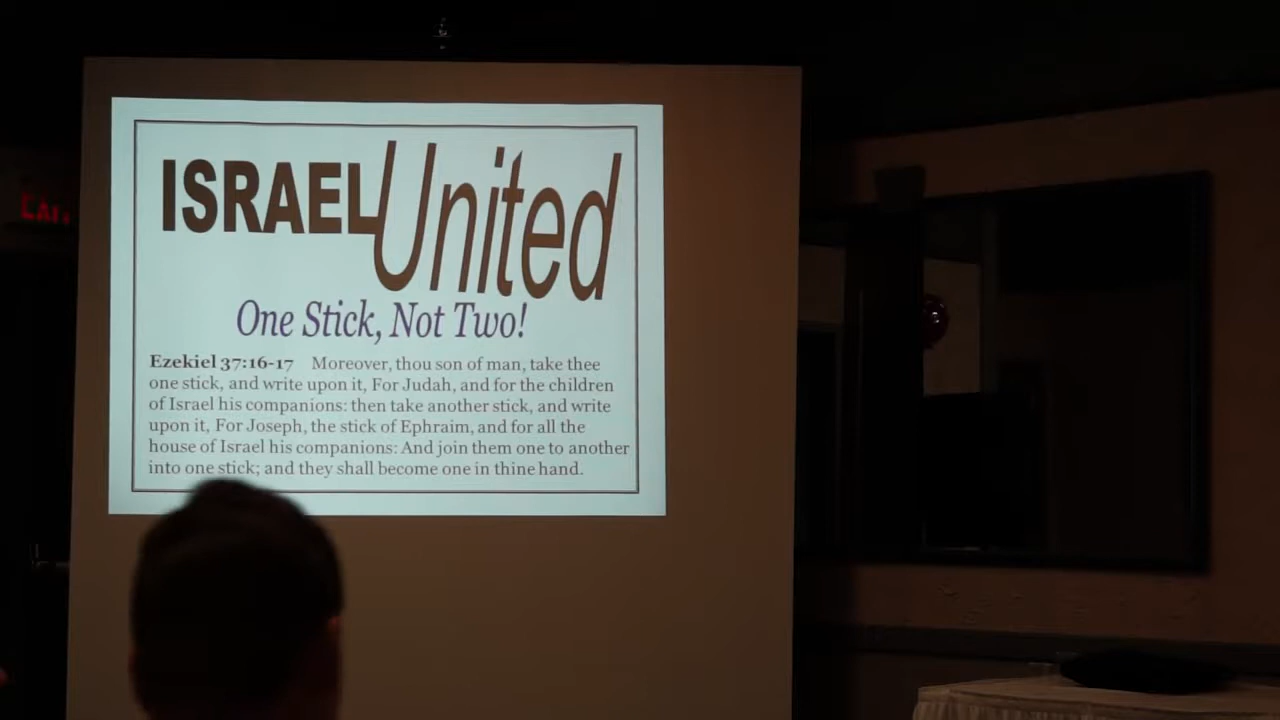 EXIT
ISRAEL United
One Stick, Not Two!
Ezekiel 37:16-17 Moreover, thou son of man, take thee
one stick, and write upon it, For Judah, and for the children
of Israel his companions: then take another stick, and write
upon it, For Joseph, the stick of Ephraim, and for all the
house of Israel his companions: And join them one to another
into one stick; and they shall become one in thine hand.